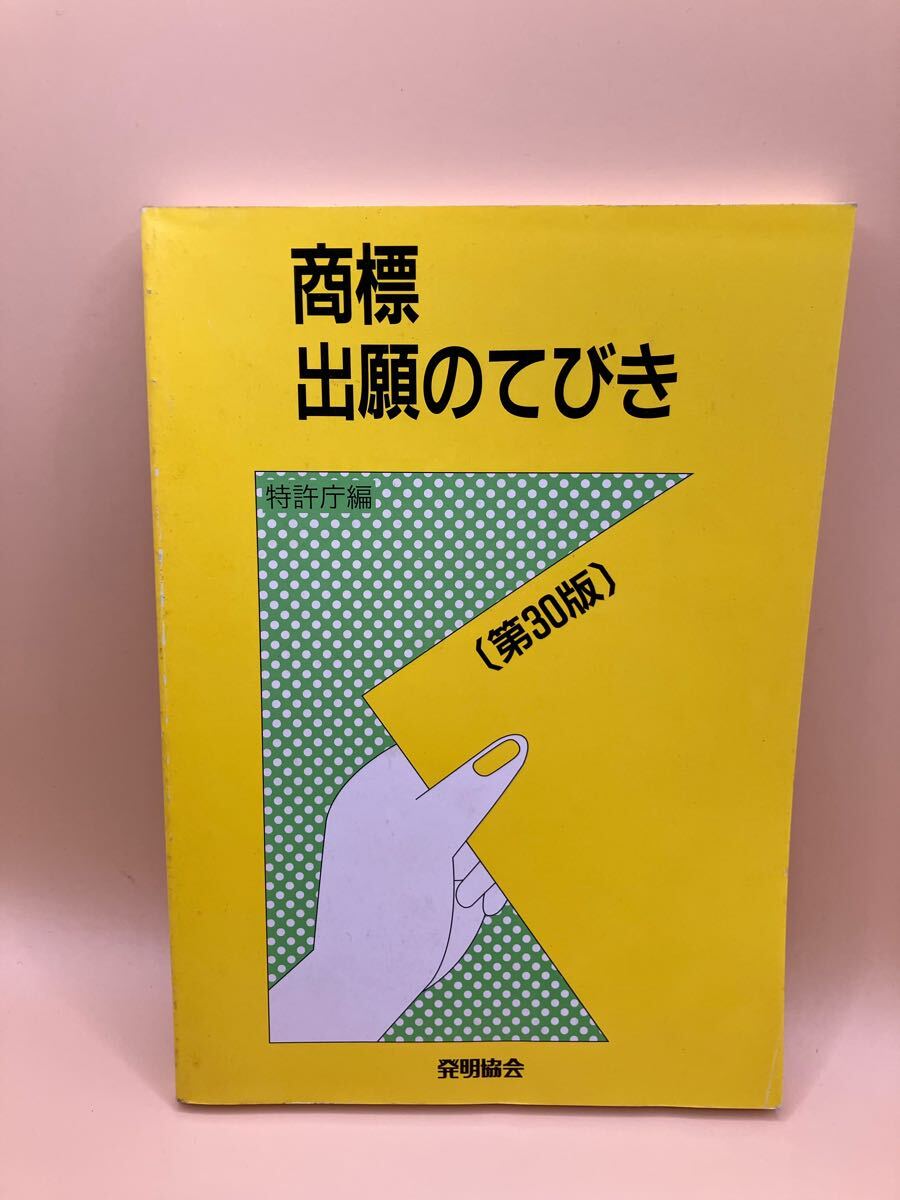 商標
出願のてびき
特許庁編
〔第30版〕
発明協会